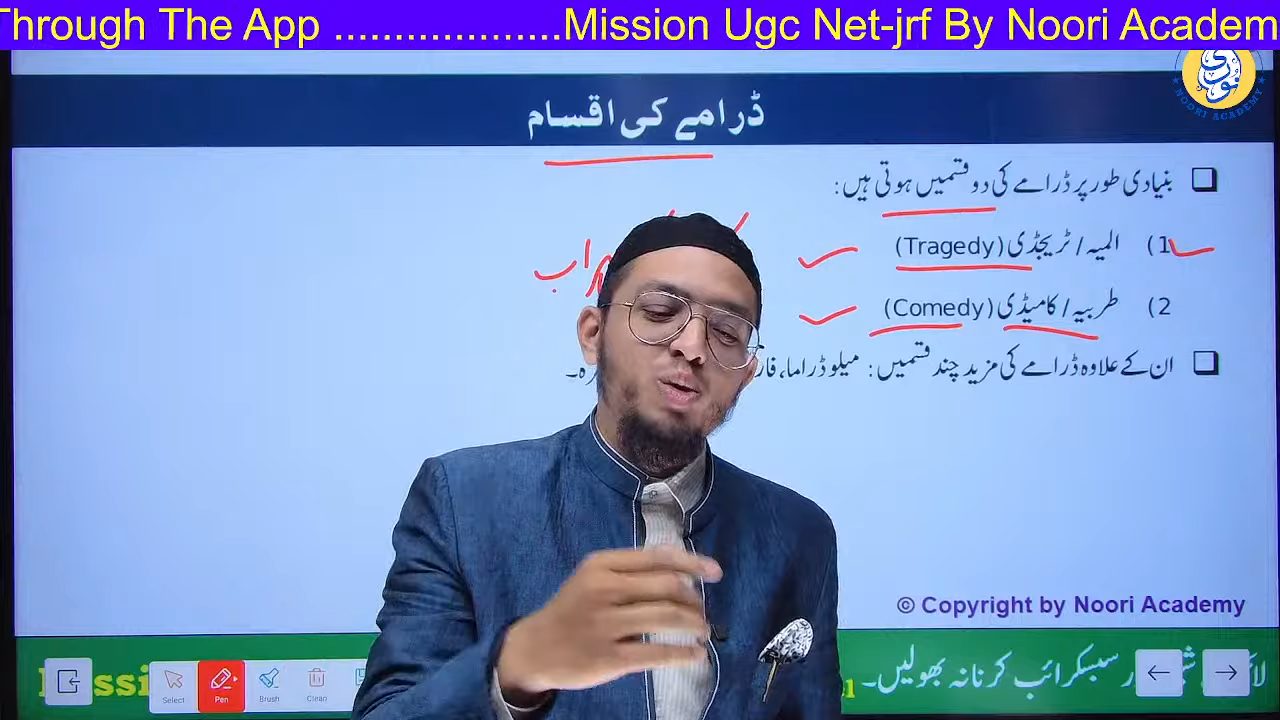 Through The App ...................Mission Ugc Net-jrf By Noori Academ
NOORI ACADEMY
ڈرامے کی اقسام
بنیادی طور پر ڈرامے کی دو قسمیں ہوتی ہیں:
1) المیہ/ ٹریجڈی (Tragedy)
2) طربیہ/ کامیڈی (Comedy)
ان کے علاوہ ڈرامے کی مزید چند قسمیں: میلو ڈراما،
© Copyright by Noori Academy
سبسکرائب کرنا نہ بھولیں۔
Select
Pen
Brush
Clean